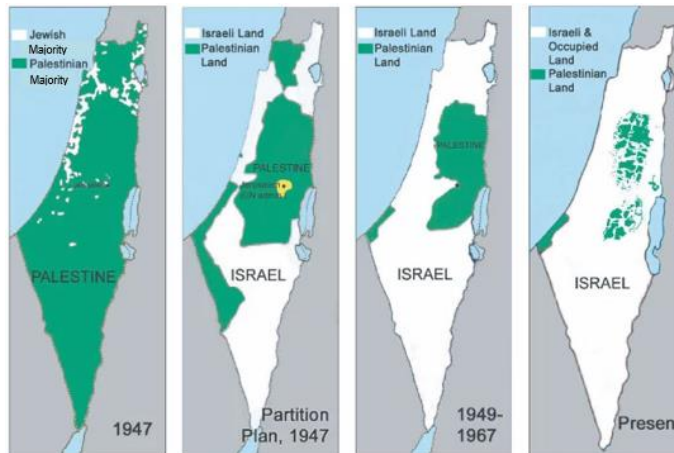 Jewish
Majority
Palestinian
Majority
PALESTINE
1947
Israeli Land
Palestinian
Land
PALESTINE
Jerusalem
ISRAEL
Partition
Plan, 1947
Israeli Land
Palestinian
Land
PALESTINE
ISRAEL
1949-
1967
Israeli &
Occupied
Land
Palestinian
Land
ISRAEL
Presen